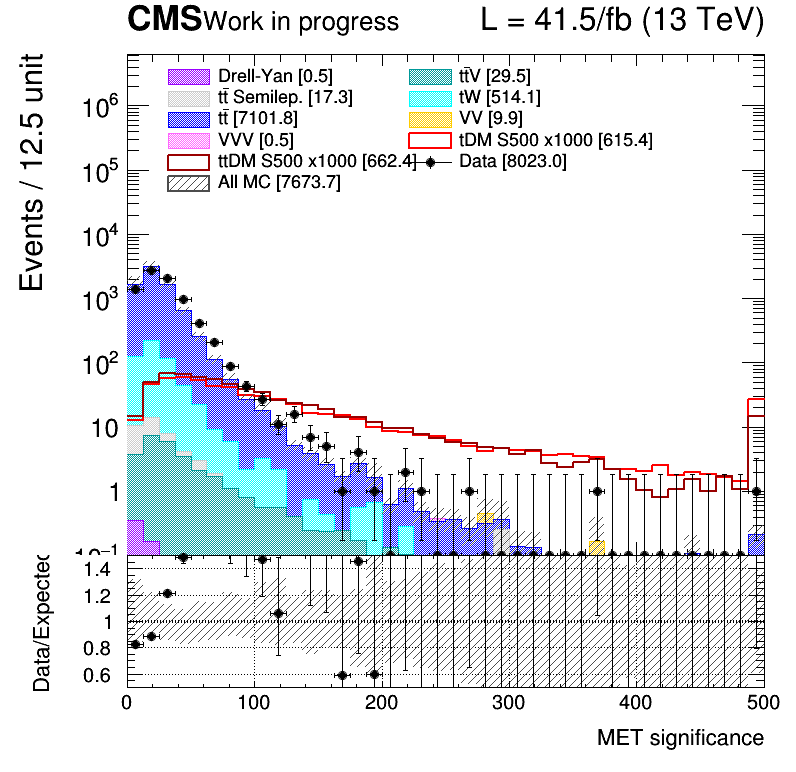 CMS Work in progress L = 41.5/fb (13 TeV)
Events / 12.5 unit
Drell-Yan [0.5] tt̄V [29.5]
tt̄ Semilep. [17.3] tW [514.1]
tt̄ [7101.8] VV [9.9]
VVV [0.5] tDM S500 x1000 [615.4]
ttDM S500 x1000 [662.4] Data [8023.0]
All MC [7673.7]
10⁶
10⁵
10⁴
10³
10²
10
1
10⁻¹
Data/Expected
1.4
1.2
1
0.8
0.6
0 100 200 300 400 500
MET significance